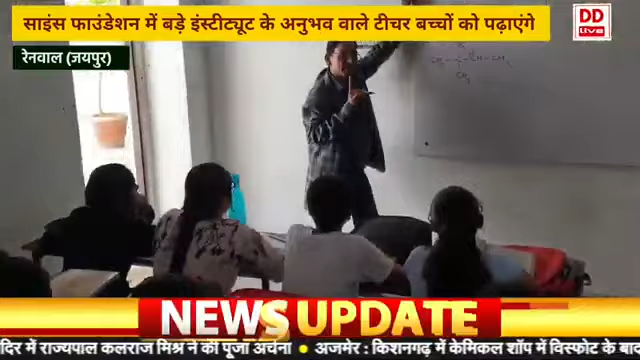 साइंस फाउंडेशन में बड़े इंस्टीट्यूट के अनुभव वाले टीचर बच्चों को पढ़ाएंगे
DD
live
रेनवाल (जयपुर)
NEWS UPDATE
दिर में राज्यपाल कलराज मिश्र ने की पूजा अर्चना • अजमेर : किशनगढ़ में केमिकल शॉप में विस्फोट के बाद